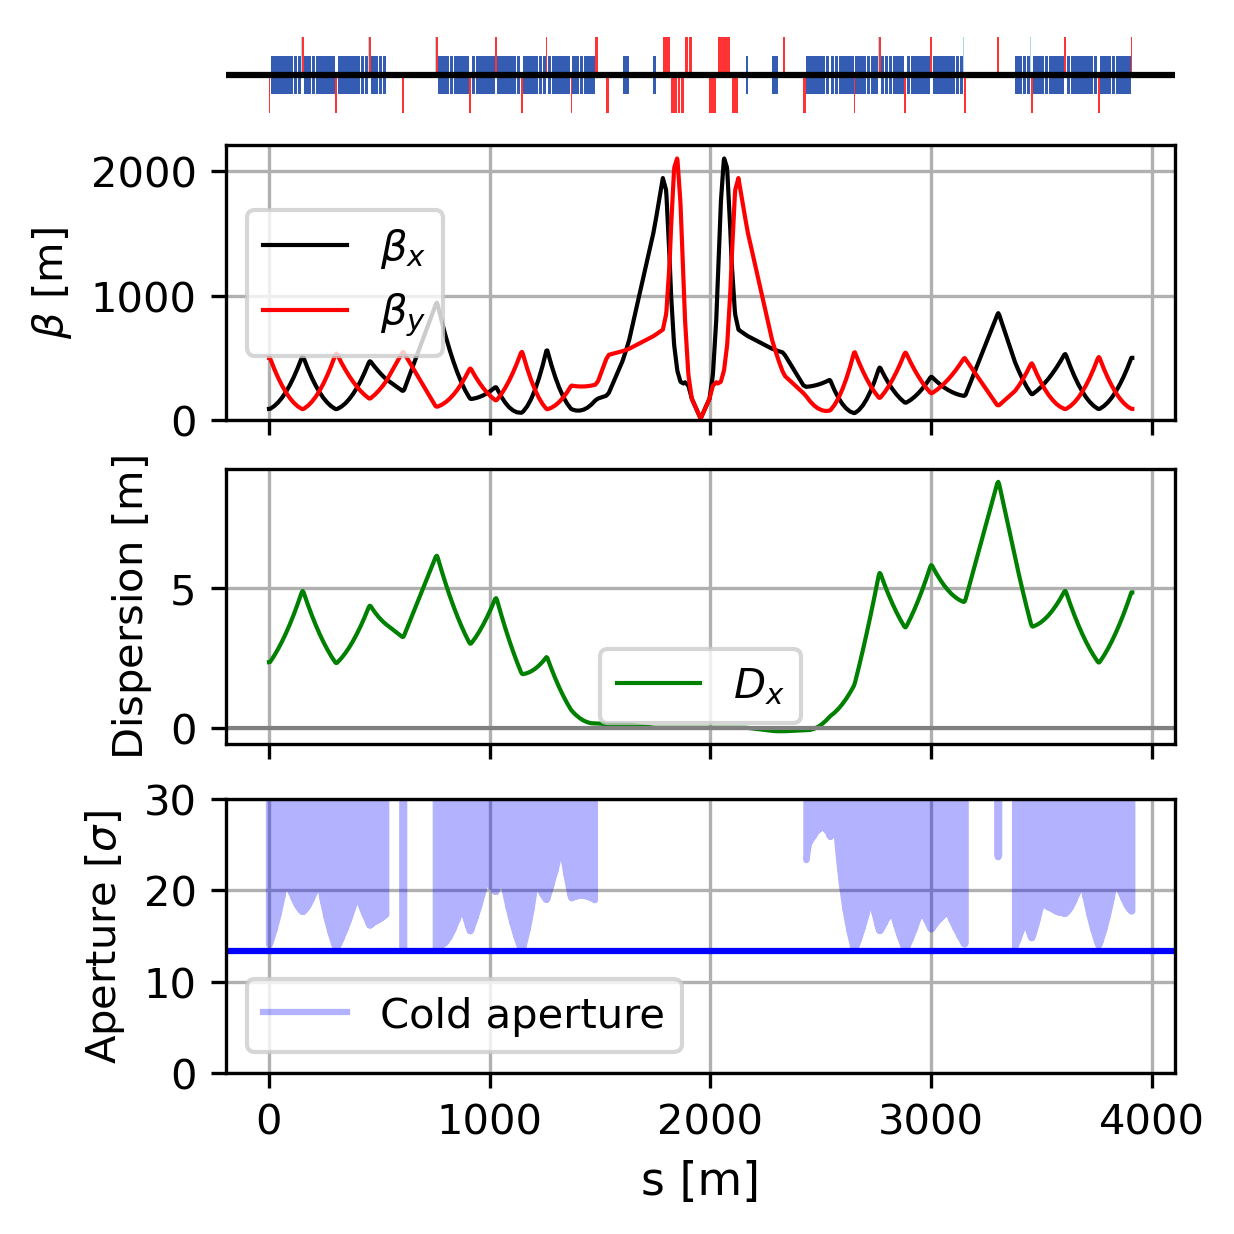 2000
1000
0
β [m]
βx
βy
5
0
Dispersion [m]
Dx
30
20
10
0
Aperture [σ]
Cold aperture
0 1000 2000 3000 4000
s [m]